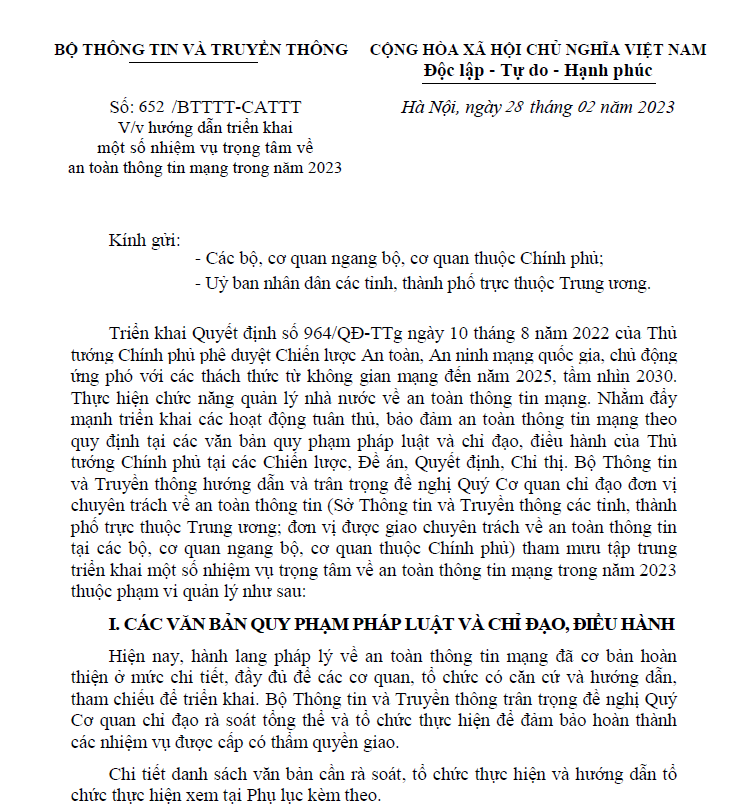 BỘ THÔNG TIN VÀ TRUYỀN THÔNG
CỘNG HÒA XÃ HỘI CHỦ NGHĨA VIỆT NAM
Độc lập - Tự do - Hạnh phúc
Số: 652 /BTTTT-CATTT
V/v hướng dẫn triển khai
một số nhiệm vụ trọng tâm về
an toàn thông tin mạng trong năm 2023
Hà Nội, ngày 28 tháng 02 năm 2023
Kính gửi:
- Các bộ, cơ quan ngang bộ, cơ quan thuộc Chính phủ;
- Uỷ ban nhân dân các tỉnh, thành phố trực thuộc Trung ương.
Triển khai Quyết định số 964/QĐ-TTg ngày 10 tháng 8 năm 2022 của Thủ
tướng Chính phủ phê duyệt Chiến lược An toàn, An ninh mạng quốc gia, chủ động
ứng phó với các thách thức từ không gian mạng đến năm 2025, tầm nhìn 2030.
Thực hiện chức năng quản lý nhà nước về an toàn thông tin mạng. Nhằm đẩy
mạnh triển khai các hoạt động tuân thủ, bảo đảm an toàn thông tin mạng theo
quy định tại các văn bản quy phạm pháp luật và chỉ đạo, điều hành của Thủ
tướng Chính phủ tại các Chiến lược, Đề án, Quyết định, Chỉ thị. Bộ Thông tin
và Truyền thông hướng dẫn và trân trọng đề nghị Quý Cơ quan chỉ đạo đơn vị
chuyên trách về an toàn thông tin (Sở Thông tin và Truyền thông các tỉnh, thành
phố trực thuộc Trung ương; đơn vị được giao chuyên trách về an toàn thông tin
tại các bộ, cơ quan ngang bộ, cơ quan thuộc Chính phủ) tham mưu tập trung
triển khai một số nhiệm vụ trọng tâm về an toàn thông tin mạng trong năm 2023
thuộc phạm vi quản lý như sau:
I. CÁC VĂN BẢN QUY PHẠM PHÁP LUẬT VÀ CHỈ ĐẠO, ĐIỀU HÀNH
Hiện nay, hành lang pháp lý về an toàn thông tin mạng đã cơ bản hoàn
thiện ở mức chi tiết, đầy đủ để các cơ quan, tổ chức có căn cứ và hướng dẫn,
tham chiếu để triển khai. Bộ Thông tin và Truyền thông trân trọng đề nghị Quý
Cơ quan chỉ đạo rà soát tổng thể và tổ chức thực hiện để đảm bảo hoàn thành
các nhiệm vụ được cấp có thẩm quyền giao.
Chi tiết danh sách văn bản cần rà soát, tổ chức thực hiện và hướng dẫn tổ
chức thực hiện xem tại Phụ lục kèm theo.